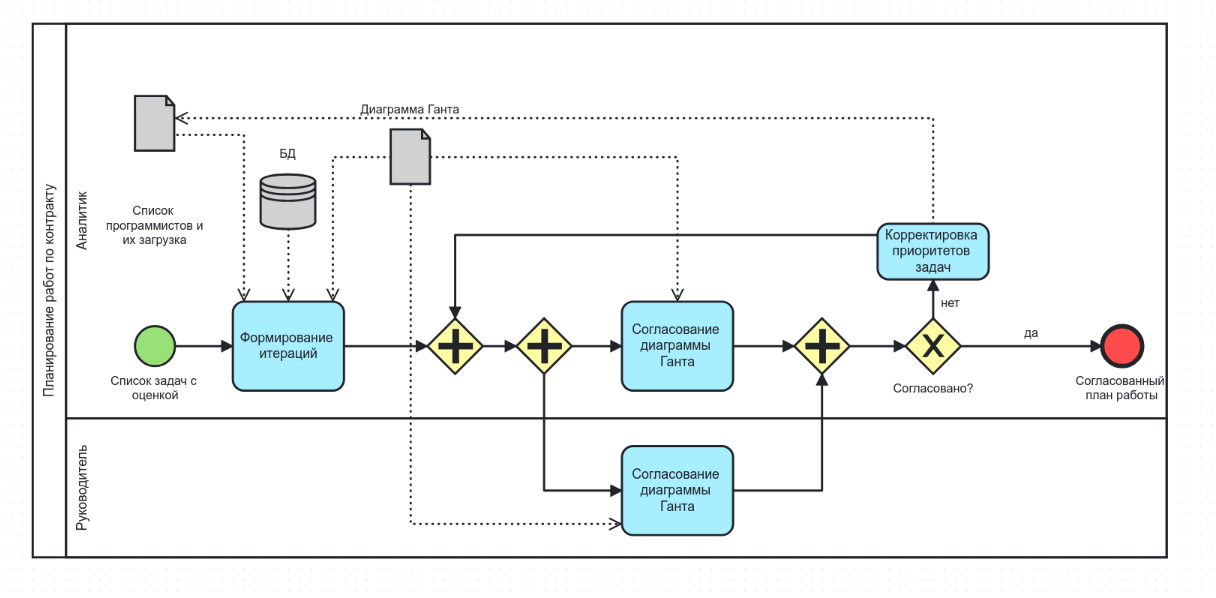 Планирование работ по контракту
Аналитик
Диаграмма Ганта
БД
Список
программистов и
их загрузка
Корректировка
приоритетов
задач
нет
Формирование
итераций
Согласование
диаграммы
Ганта
да
Список задач с
оценкой
Согласовано?
Согласованный
план работы
Руководитель
Согласование
диаграммы
Ганта